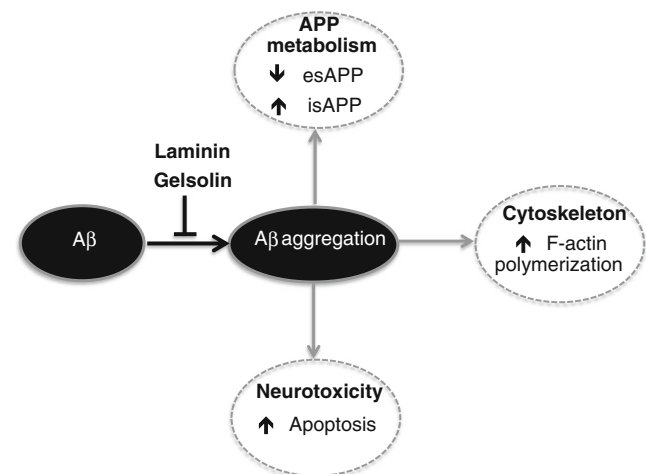 APP
metabolism
↓ esAPP
↑ isAPP
Laminin
Gelsolin
Aβ
Aβ aggregation
Cytoskeleton
↑ F-actin
polymerization
Neurotoxicity
↑ Apoptosis